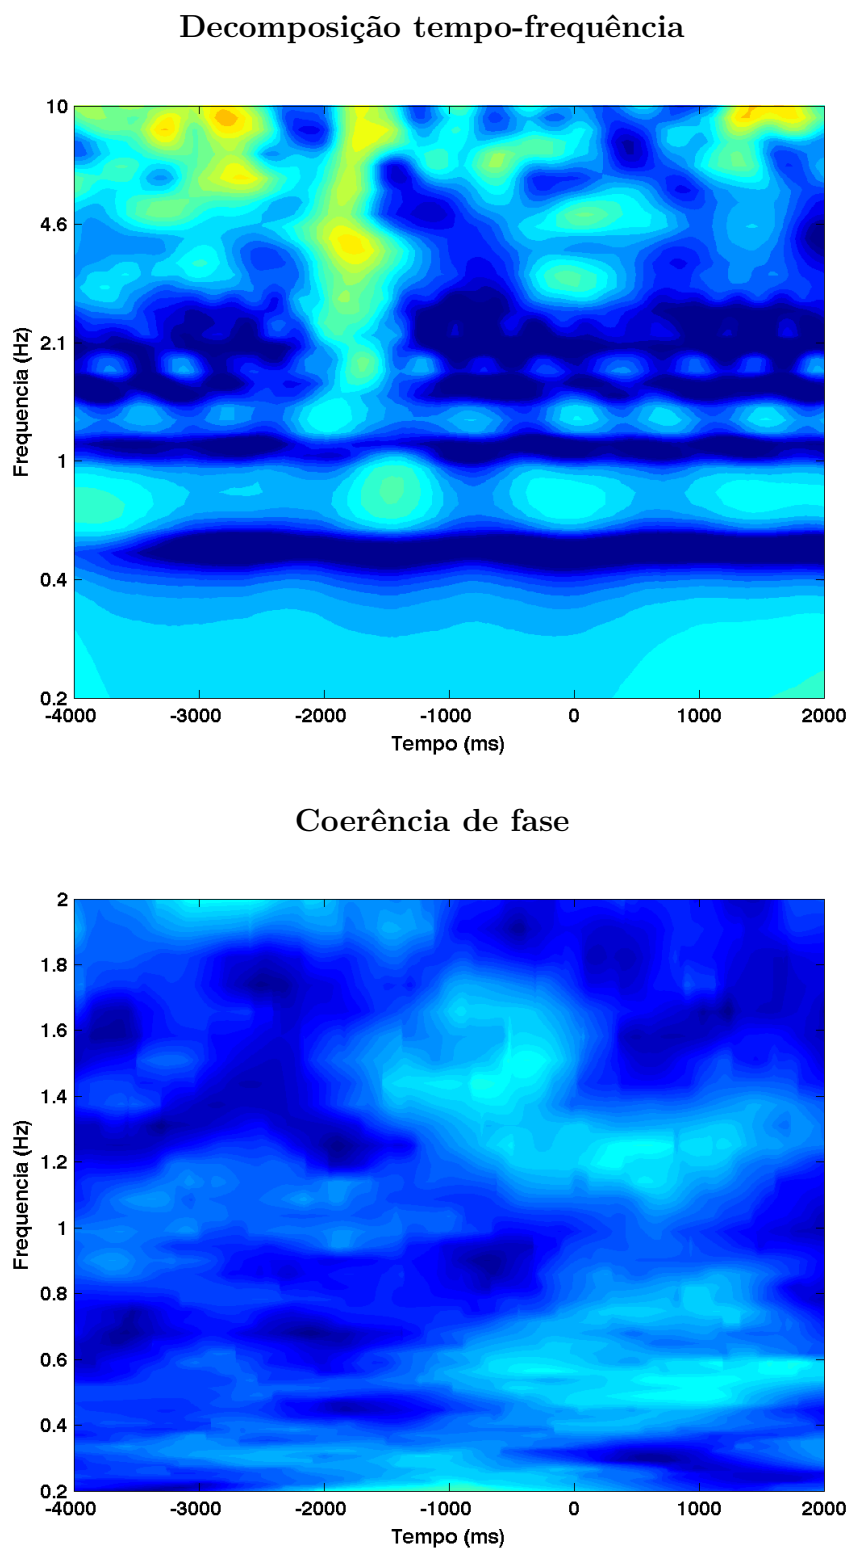 Decomposição tempo-frequência
10
4.6
2.1
1
0.4
0.2
Frequencia (Hz)
-4000 -3000 -2000 -1000 0 1000 2000
Tempo (ms)
Coerência de fase
2
1.8
1.6
1.4
1.2
1
0.8
0.6
0.4
0.2
Frequencia (Hz)
-4000 -3000 -2000 -1000 0 1000 2000
Tempo (ms)